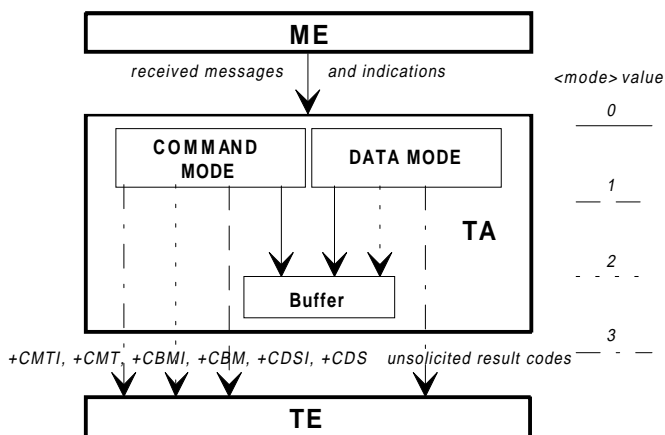 ME
received messages and indications
<mode> value
0
COMMAND
MODE
DATA MODE
1
TA
2
Buffer
3
+CMTI, +CMT, +CBMI, +CBM, +CDSI, +CDS unsolicited result codes
TE